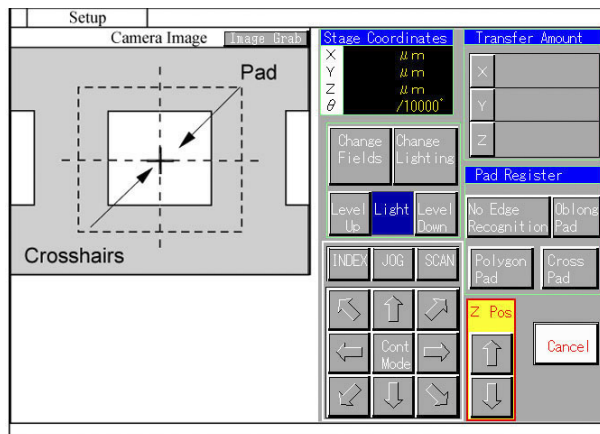 Setup
Camera Image
Image Grab
Pad
Crosshairs
Stage Coordinates
X μm
Y μm
Z μm
θ /10000°
Transfer Amount
X
Y
Z
Change
Fields
Change
Lighting
Level
Up
Light
Level
Down
Pad Register
No Edge
Recognition
Oblong
Pad
Polygon
Pad
Cross
Pad
INDEX
JOG
SCAN
Cont
Mode
Z Pos
Cancel